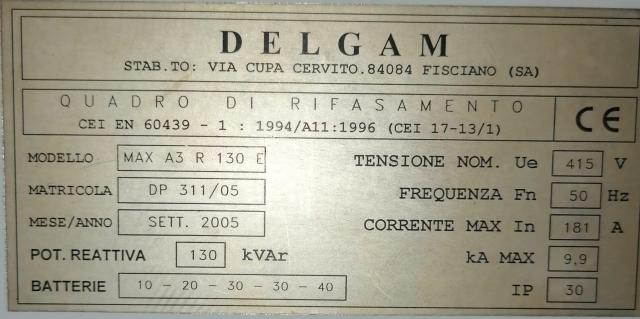 DELGAM
STAB.TO: VIA CUPA CERVITO.84084 FISCIANO (SA)
QUADRO DI RIFASAMENTO
CEI EN 60439 - 1 : 1994/A11:1996 (CEI 17-13/1)
CE
MODELLO MAX A3 R 130 E
TENSIONE NOM. Ue 415 V
MATRICOLA DP 311/05
FREQUENZA Fn 50 Hz
MESE/ANNO SETT. 2005
CORRENTE MAX In 181 A
POT. REATTIVA 130 kVAr
kA MAX 9,9
BATTERIE 10 - 20 - 30 - 30 - 40
IP 30